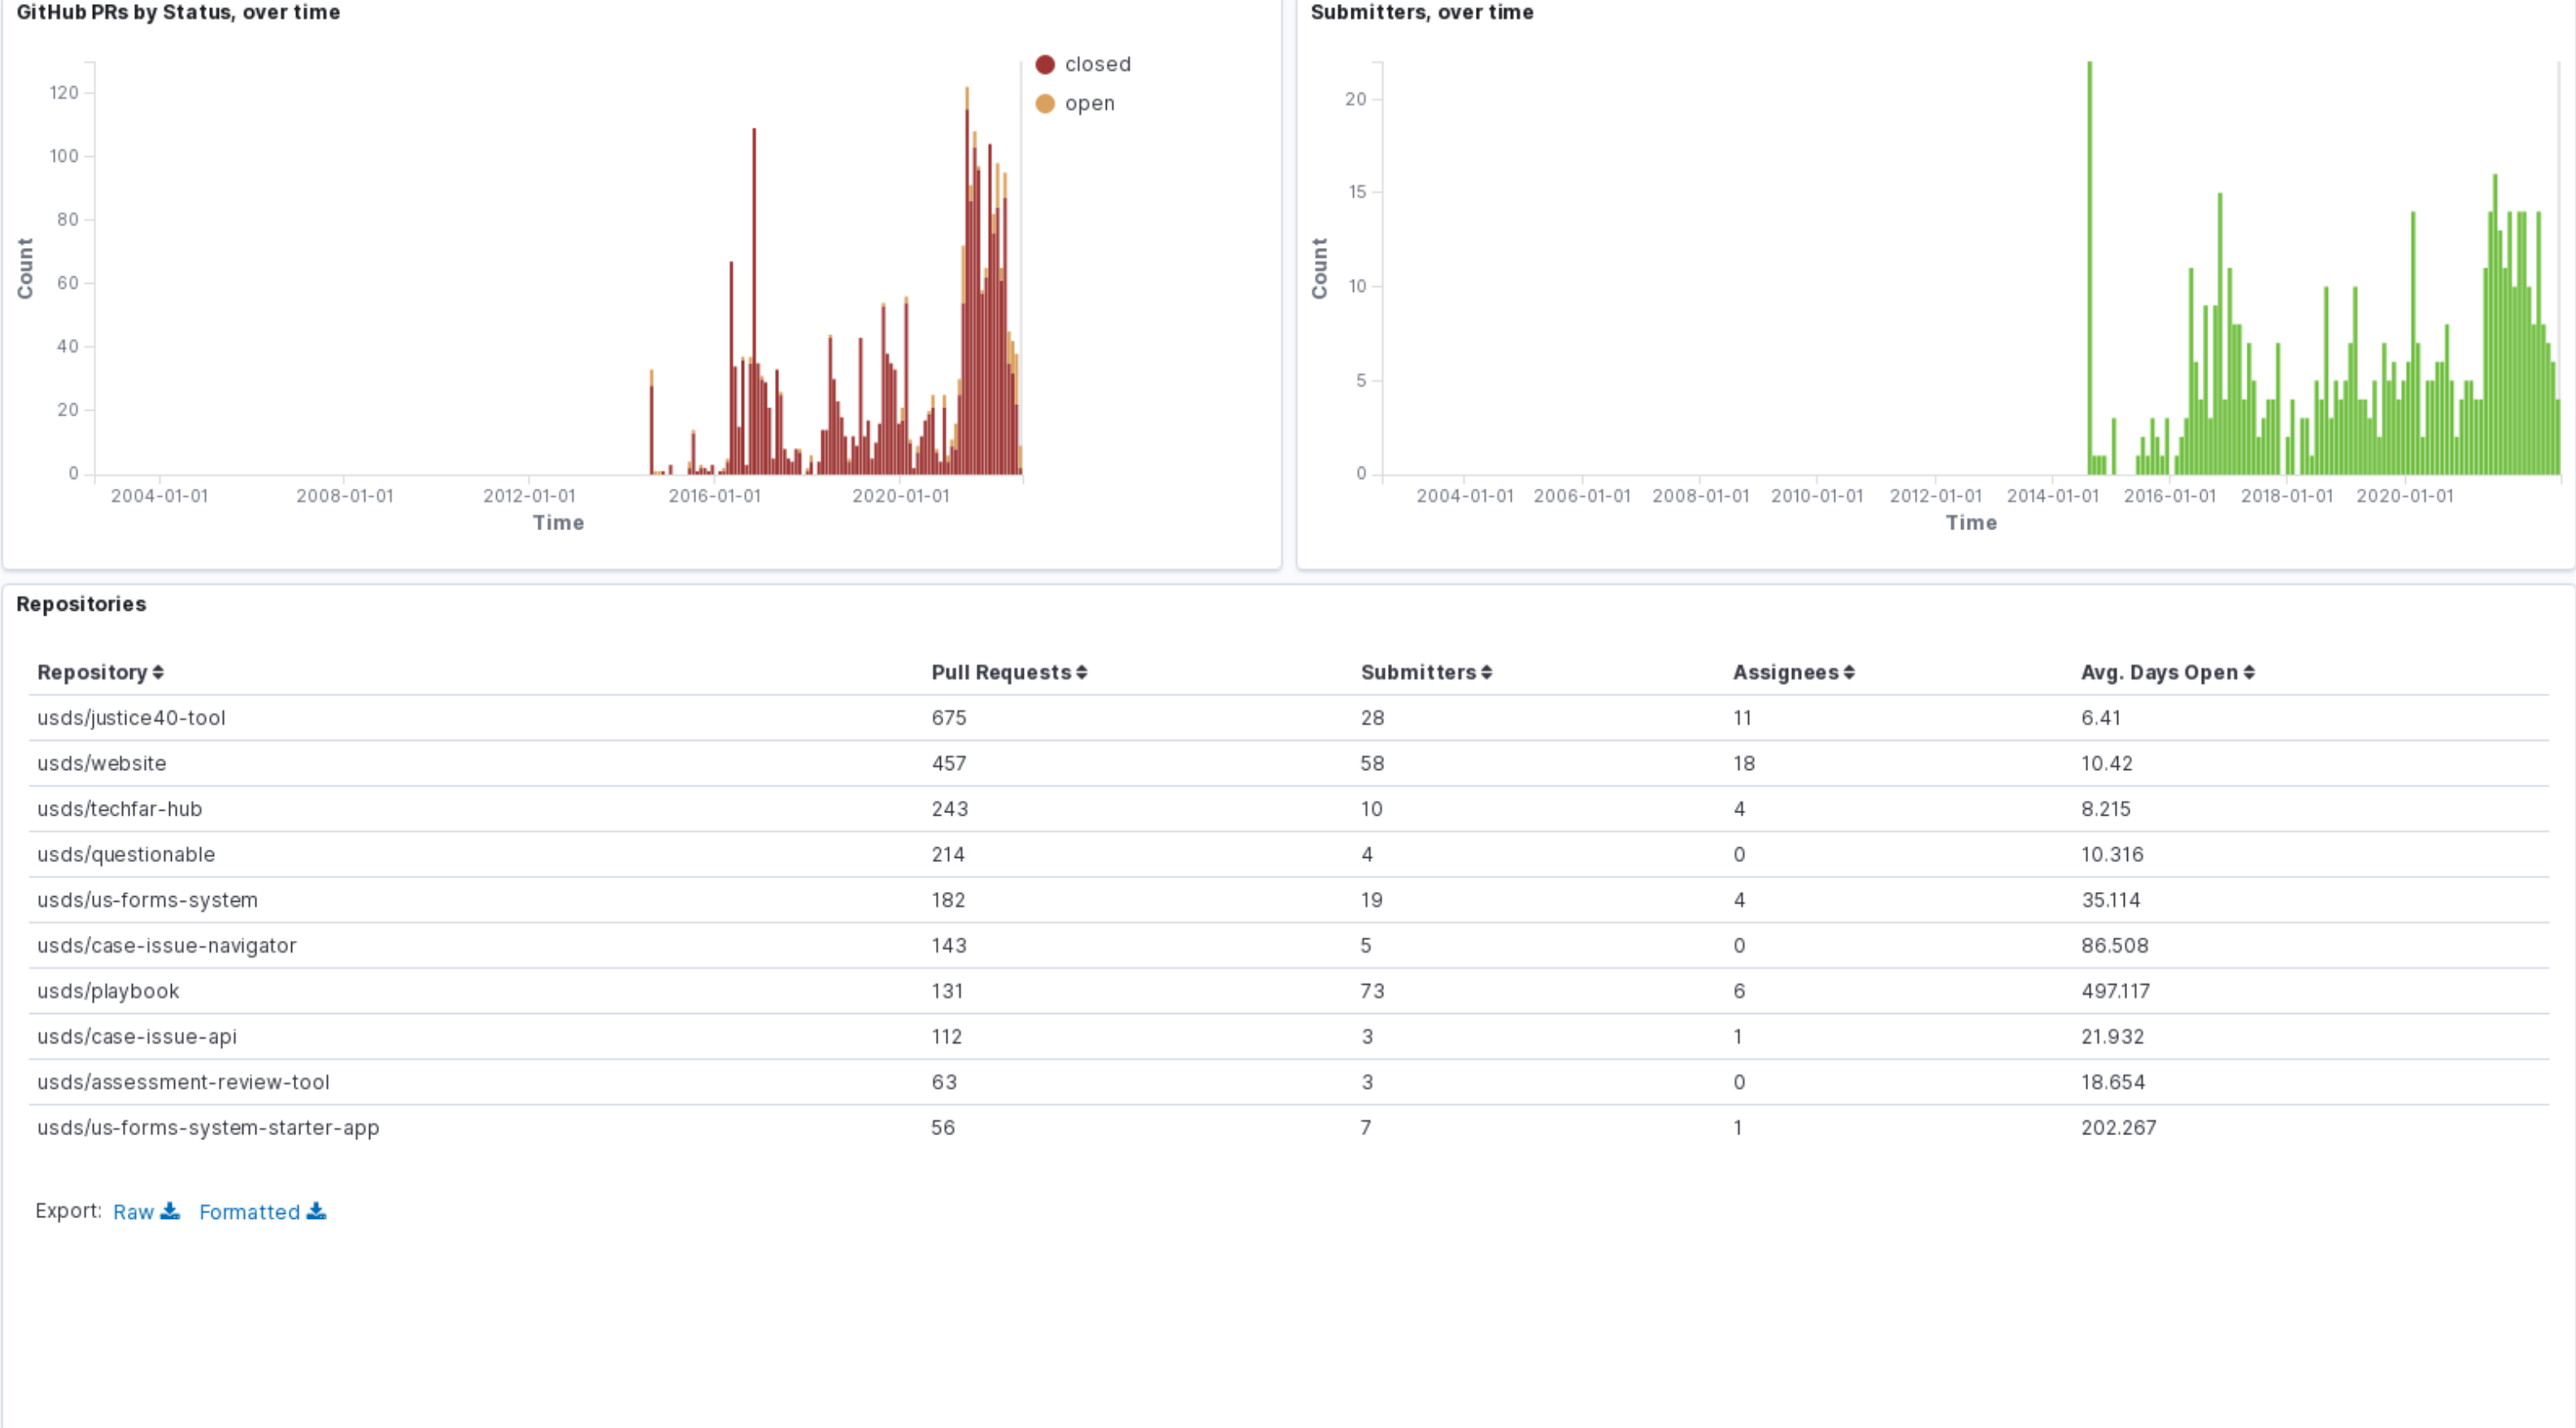 GitHub PRs by Status, over time
closed
open
120
100
80
60
40
20
0
Count
2004-01-01 2008-01-01 2012-01-01 2016-01-01 2020-01-01
Time
Submitters, over time
20
15
10
5
0
Count
2004-01-01 2006-01-01 2008-01-01 2010-01-01 2012-01-01 2014-01-01 2016-01-01 2018-01-01 2020-01-01
Time
Repositories
Repository Pull Requests Submitters Assignees Avg. Days Open
usds/justice40-tool 675 28 11 6.41
usds/website 457 58 18 10.42
usds/techfar-hub 243 10 4 8.215
usds/questionable 214 4 0 10.316
usds/us-forms-system 182 19 4 35.114
usds/case-issue-navigator 143 5 0 86.508
usds/playbook 131 73 6 497.117
usds/case-issue-api 112 3 1 21.932
usds/assessment-review-tool 63 3 0 18.654
usds/us-forms-system-starter-app 56 7 1 202.267
Export: Raw Formatted